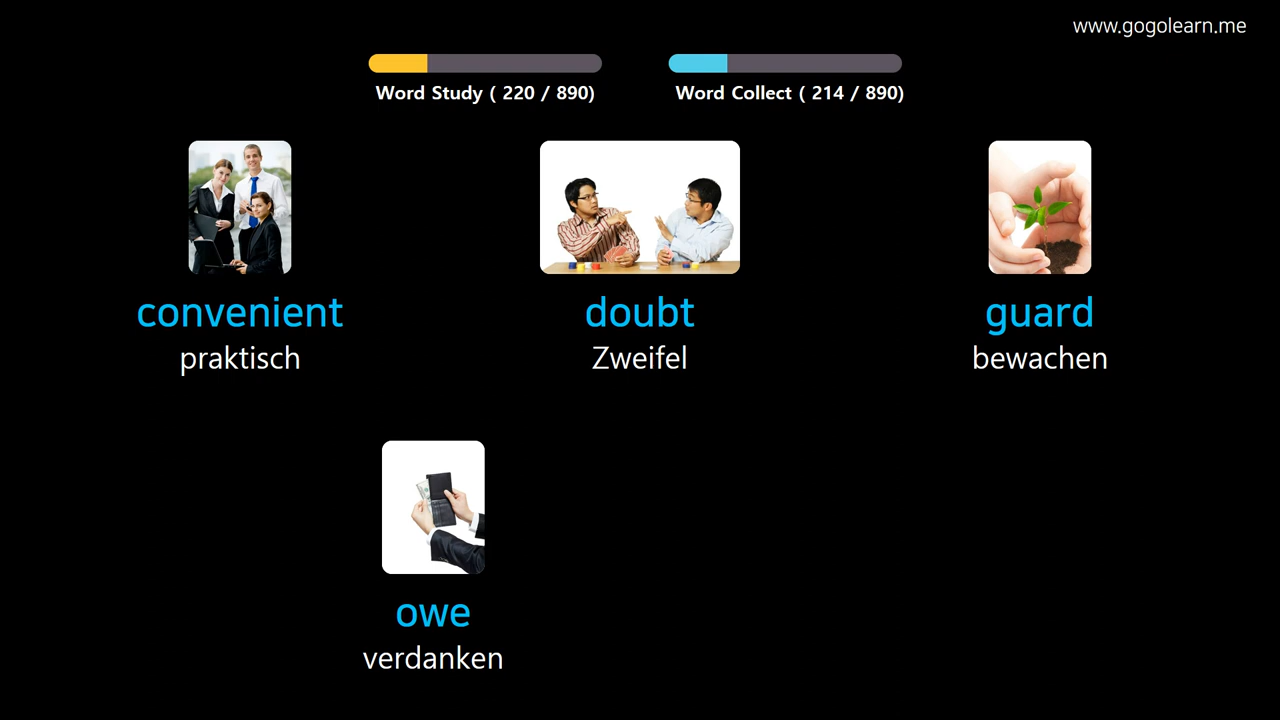 www.gogolearn.me
Word Study ( 220 / 890)
Word Collect ( 214 / 890)
convenient
praktisch
doubt
Zweifel
guard
bewachen
owe
verdanken